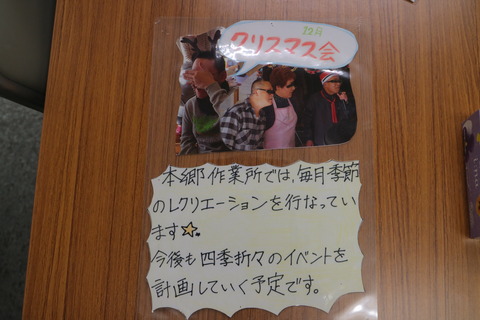 12月
クリスマス会
本郷作業所では、毎月季節
のレクリエーションを行なってい
ます☆。
今後も四季折々のイベントを
計画していく予定です。